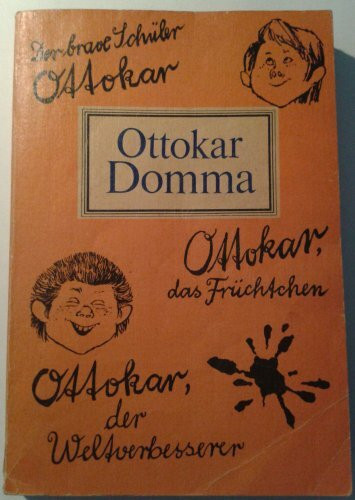 Der brave Schüler
Ottokar
Ottokar
Domma
Ottokar,
das Früchtchen
Ottokar,
der
Weltverbesserer